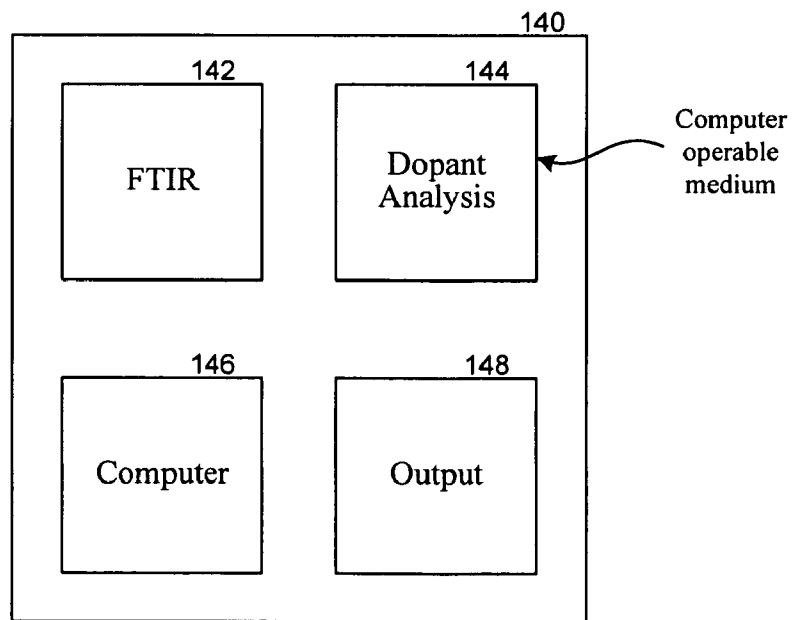 140
142
FTIR
144
Dopant
Analysis
Computer
operable
medium
146
Computer
148
Output